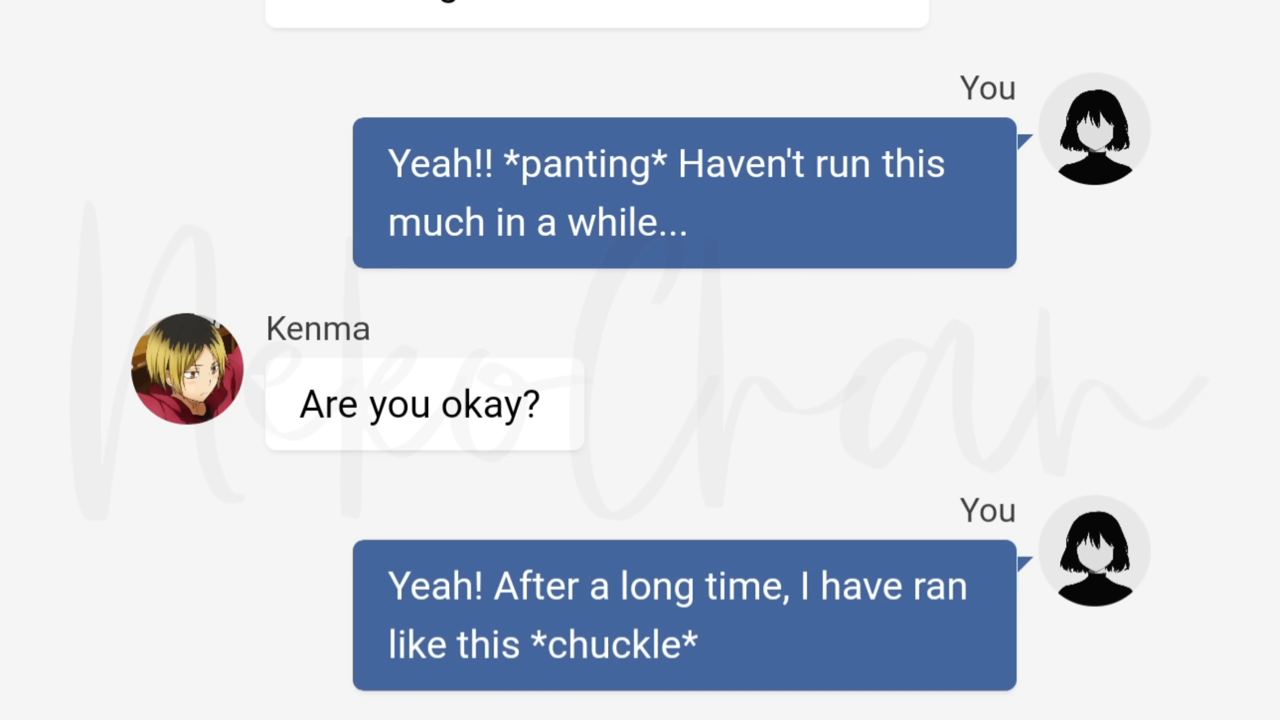 You
Yeah!! *panting* Haven't run this
much in a while...
Kenma
Are you okay?
You
Yeah! After a long time, I have ran
like this *chuckle*
NekoChan